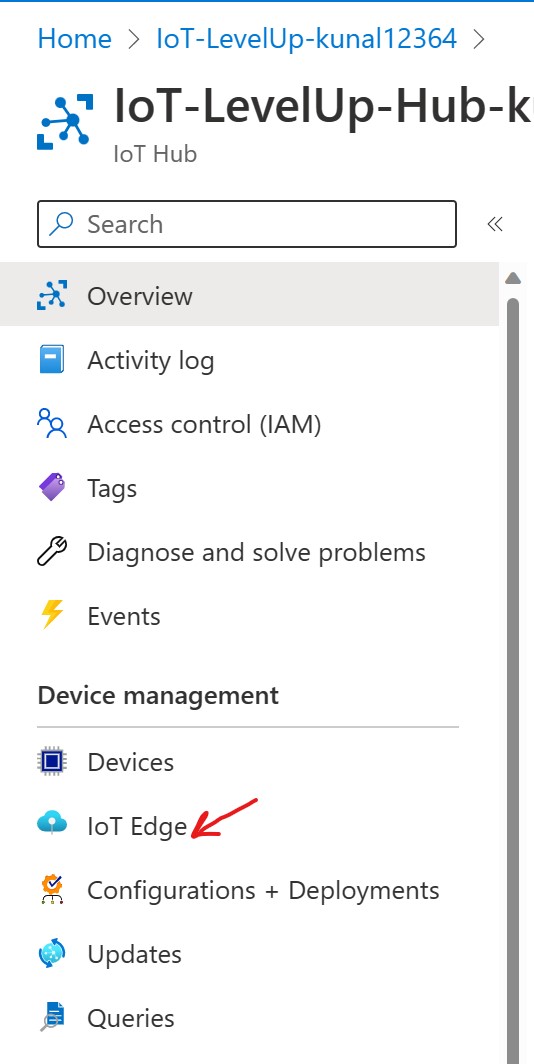 Home > IoT-LevelUp-kunal12364 >
IoT-LevelUp-Hub-k
IoT Hub
Search
Overview
Activity log
Access control (IAM)
Tags
Diagnose and solve problems
Events
Device management
Devices
IoT Edge
Configurations + Deployments
Updates
Queries